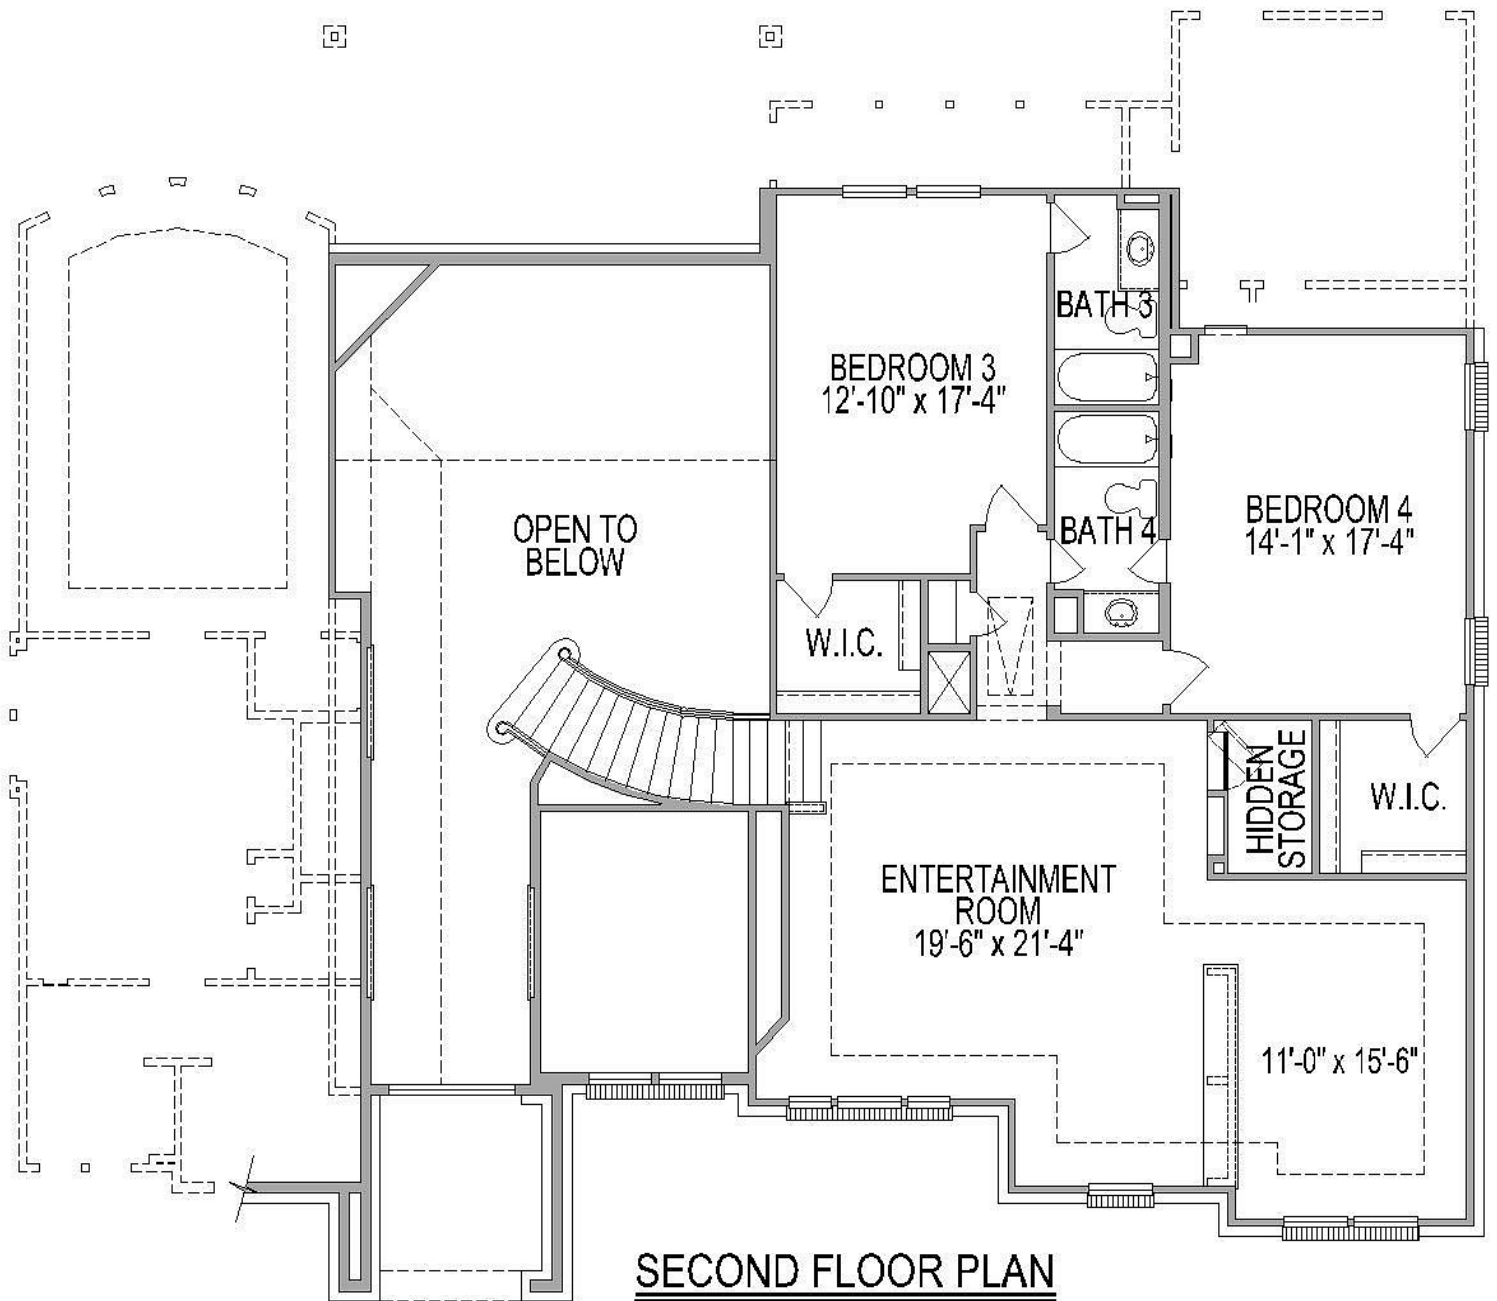 BATH 3
BEDROOM 3
12'-10" x 17'-4"
BEDROOM 4
14'-1" x 17'-4"
OPEN TO
BELOW
BATH 4
W.I.C.
HIDDEN
STORAGE
W.I.C.
ENTERTAINMENT
ROOM
19'-6" x 21'-4"
11'-0" x 15'-6"
SECOND FLOOR PLAN